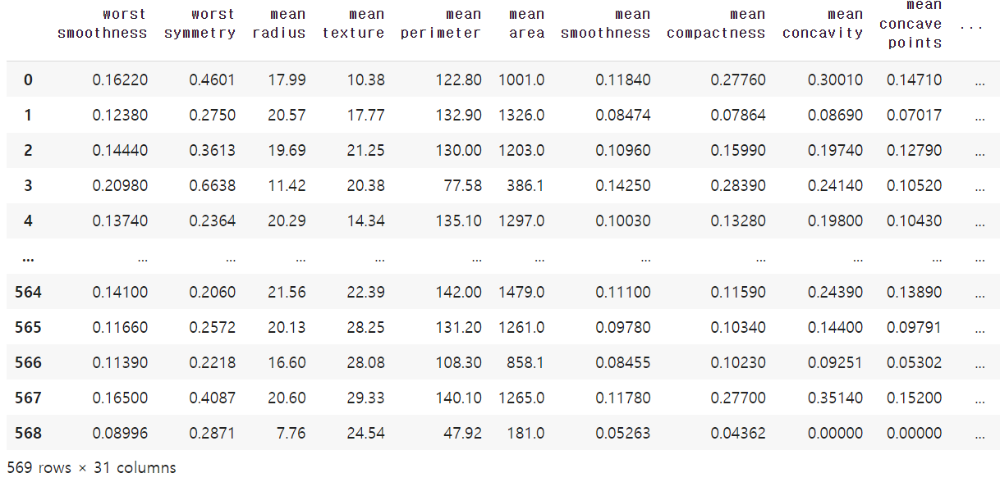 worst smoothness worst symmetry mean radius mean texture mean perimeter mean area mean smoothness mean compactness mean concavity mean concave points ...
0 0.16220 0.4601 17.99 10.38 122.80 1001.0 0.11840 0.27760 0.30010 0.14710 ...
1 0.12380 0.2750 20.57 17.77 132.90 1326.0 0.08474 0.07864 0.08690 0.07017 ...
2 0.14440 0.3613 19.69 21.25 130.00 1203.0 0.10960 0.15990 0.19740 0.12790 ...
3 0.20980 0.6638 11.42 20.38 77.58 386.1 0.14250 0.28390 0.24140 0.10520 ...
4 0.13740 0.2364 20.29 14.34 135.10 1297.0 0.10030 0.13280 0.19800 0.10430 ...
... ... ... ... ... ... ... ... ... ... ... ...
564 0.14100 0.2060 21.56 22.39 142.00 1479.0 0.11100 0.11590 0.24390 0.13890 ...
565 0.11660 0.2572 20.13 28.25 131.20 1261.0 0.09780 0.10340 0.14400 0.09791 ...
566 0.11390 0.2218 16.60 28.08 108.30 858.1 0.08455 0.10230 0.09251 0.05302 ...
567 0.16500 0.4087 20.60 29.33 140.10 1265.0 0.11780 0.27700 0.35140 0.15200 ...
568 0.08996 0.2871 7.76 24.54 47.92 181.0 0.05263 0.04362 0.00000 0.00000 ...
569 rows × 31 columns